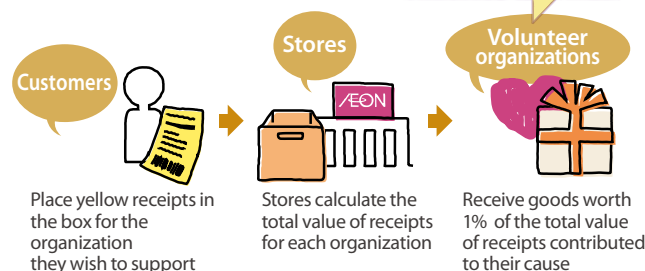 Customers
Place yellow receipts in
the box for the
organization
they wish to support
Stores
ÆON
Stores calculate the
total value of receipts
for each organization
Volunteer
organizations
Receive goods worth
1% of the total value
of receipts contributed
to their cause